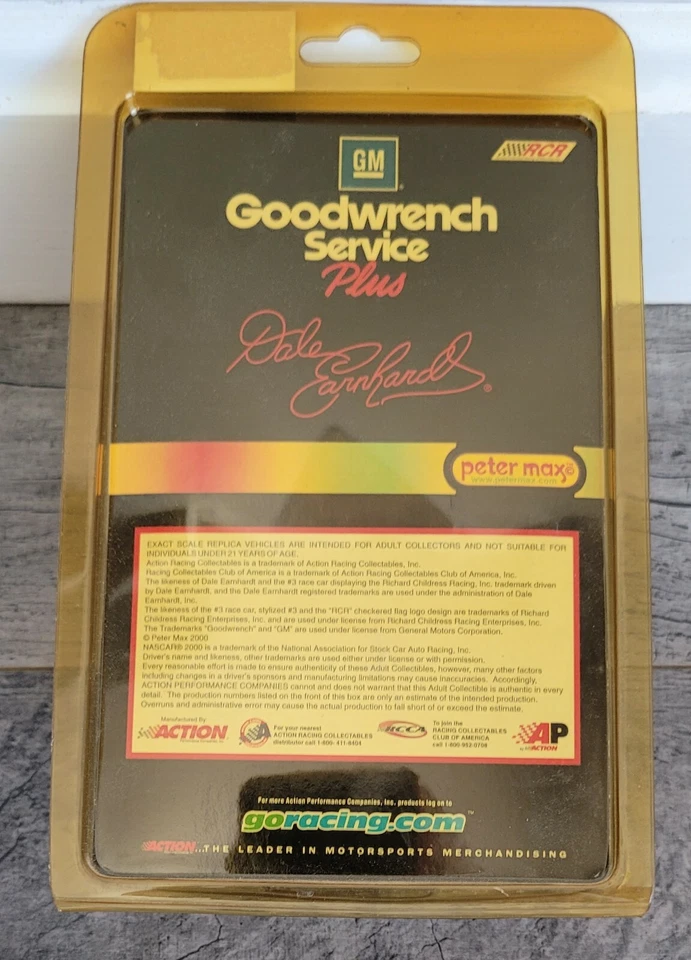 GM
RCR
Goodwrench
Service
Plus
Dale
Earnhardt®
peter max©
www.petermax.com
EXACT SCALE REPLICA VEHICLES ARE INTENDED FOR ADULT COLLECTORS AND NOT SUITABLE FOR
INDIVIDUALS UNDER 21 YEARS OF AGE.
Action Racing Collectables is a trademark of Action Racing Collectables, Inc.
Racing Collectables Club of America is a trademark of Action Racing Collectables Club of America, Inc.
The likeness of Dale Earnhardt and the #3 race car displaying the Richard Childress Racing, Inc. trademark driven
by Dale Earnhardt, and the Dale Earnhardt registered trademarks are used under the administration of Dale
Earnhardt, Inc.
The likeness of the #3 race car, stylized #3 and the "RCR" checkered flag logo design are trademarks of Richard
Childress Racing Enterprises, Inc. and are used under license from Richard Childress Racing Enterprises, Inc.
The Trademarks "Goodwrench" and "GM" are used under license from General Motors Corporation.
© Peter Max 2000
NASCAR® 2000 is a trademark of the National Association for Stock Car Auto Racing, Inc.
Driver's name and likeness, other trademarks are used either under license or with permission.
Every reasonable effort is made to ensure authenticity of these Adult Collectibles, however, many other factors
including changes in a driver's sponsors and manufacturing limitations may cause inaccuracies. Accordingly,
ACTION PERFORMANCE COMPANIES cannot and does not warrant that this Adult Collectible is authentic in every
detail. The production numbers listed on the front of this box are only an estimate of the intended production.
Overruns and administrative error may cause the actual production to fall short of or exceed the estimate.
Manufactured By:
ACTION
For your nearest
ACTION RACING COLLECTABLES
distributer call 1-800- 411-8404
RCCA
To join the
RACING COLLECTABLES
CLUB OF AMERICA
call 1-800-952-0708
AP
by ACTION
For more Action Performance Companies, Inc. products log on to
goracing.com™
ACTION...THE LEADER IN MOTORSPORTS MERCHANDISING